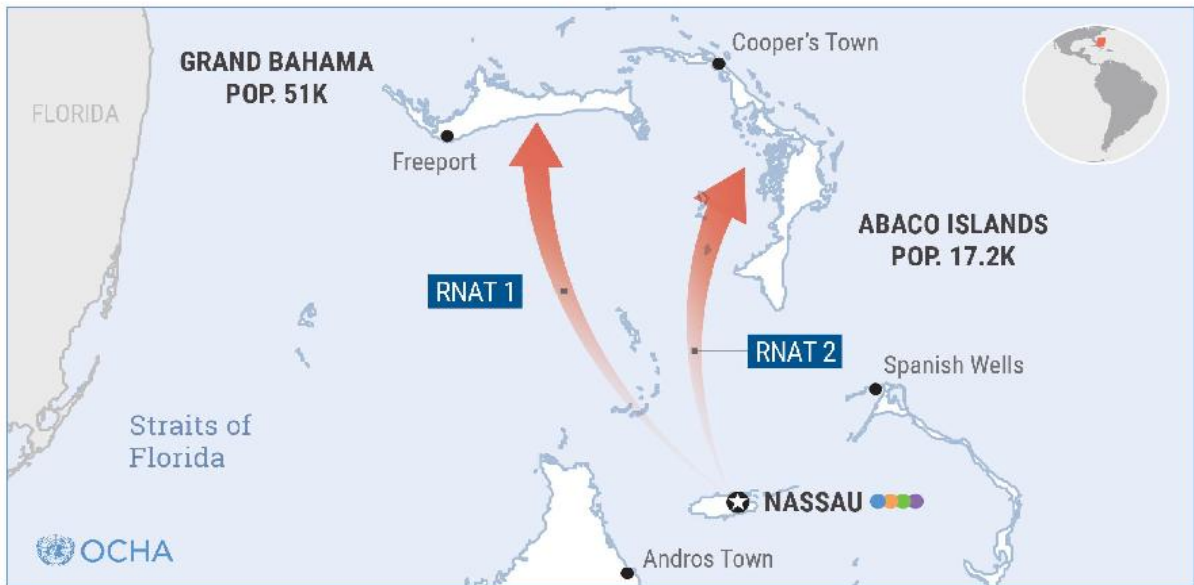 GRAND BAHAMA
POP. 51K
Cooper's Town
FLORIDA
Freeport
ABACO ISLANDS
POP. 17.2K
RNAT 1
RNAT 2
Spanish Wells
Straits of
Florida
NASSAU
OCHA
Andros Town